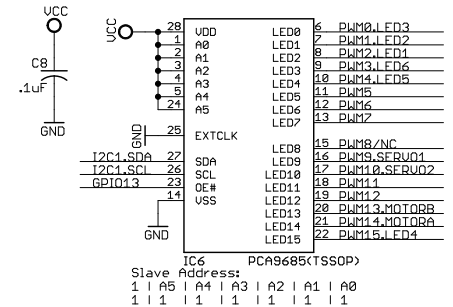 VCC
C8
.1uF
GND
VCC
28 VDD LED0 6 PWM0.LED3
1 A0 LED1 7 PWM1.LED2
2 A1 LED2 8 PWM2.LED1
3 A2 LED3 9 PWM3.LED6
4 A3 LED4 10 PWM4.LED5
5 A4 LED5 11 PWM5
24 A5 LED6 12 PWM6
LED7 13 PWM7
GND 25 EXTCLK
LED8 15 PWM8/NC
I2C1.SDA 27 SDA LED9 16 PWM9.SERVO1
I2C1.SCL 26 SCL LED10 17 PWM10.SERVO2
GPIO13 23 OE# LED11 18 PWM11
14 VSS LED12 19 PWM12
LED13 20 PWM13.MOTORB
LED14 21 PWM14.MOTORA
GND LED15 22 PWM15.LED4
IC6 PCA9685(TSSOP)
Slave Address:
1 | A5 | A4 | A3 | A2 | A1 | A0
1 | 1 | 1 | 1 | 1 | 1 | 1